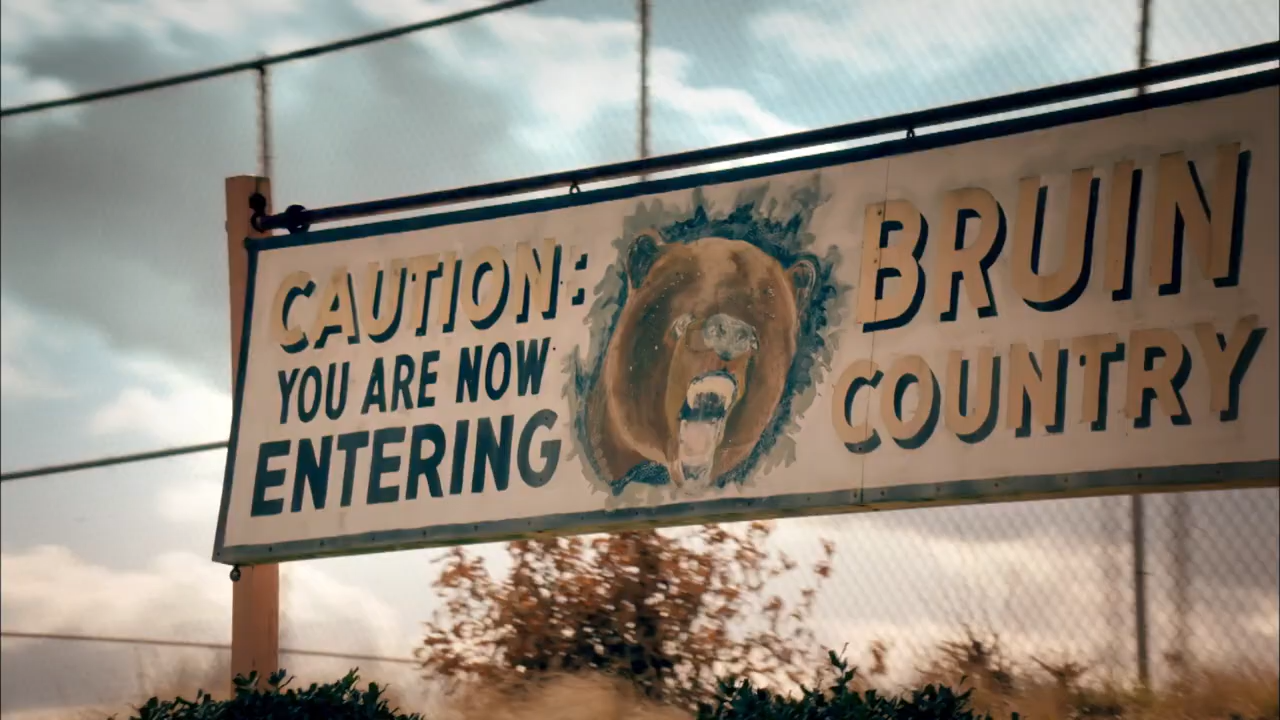 CAUTION:
YOU ARE NOW
ENTERING
BRUIN
COUNTRY